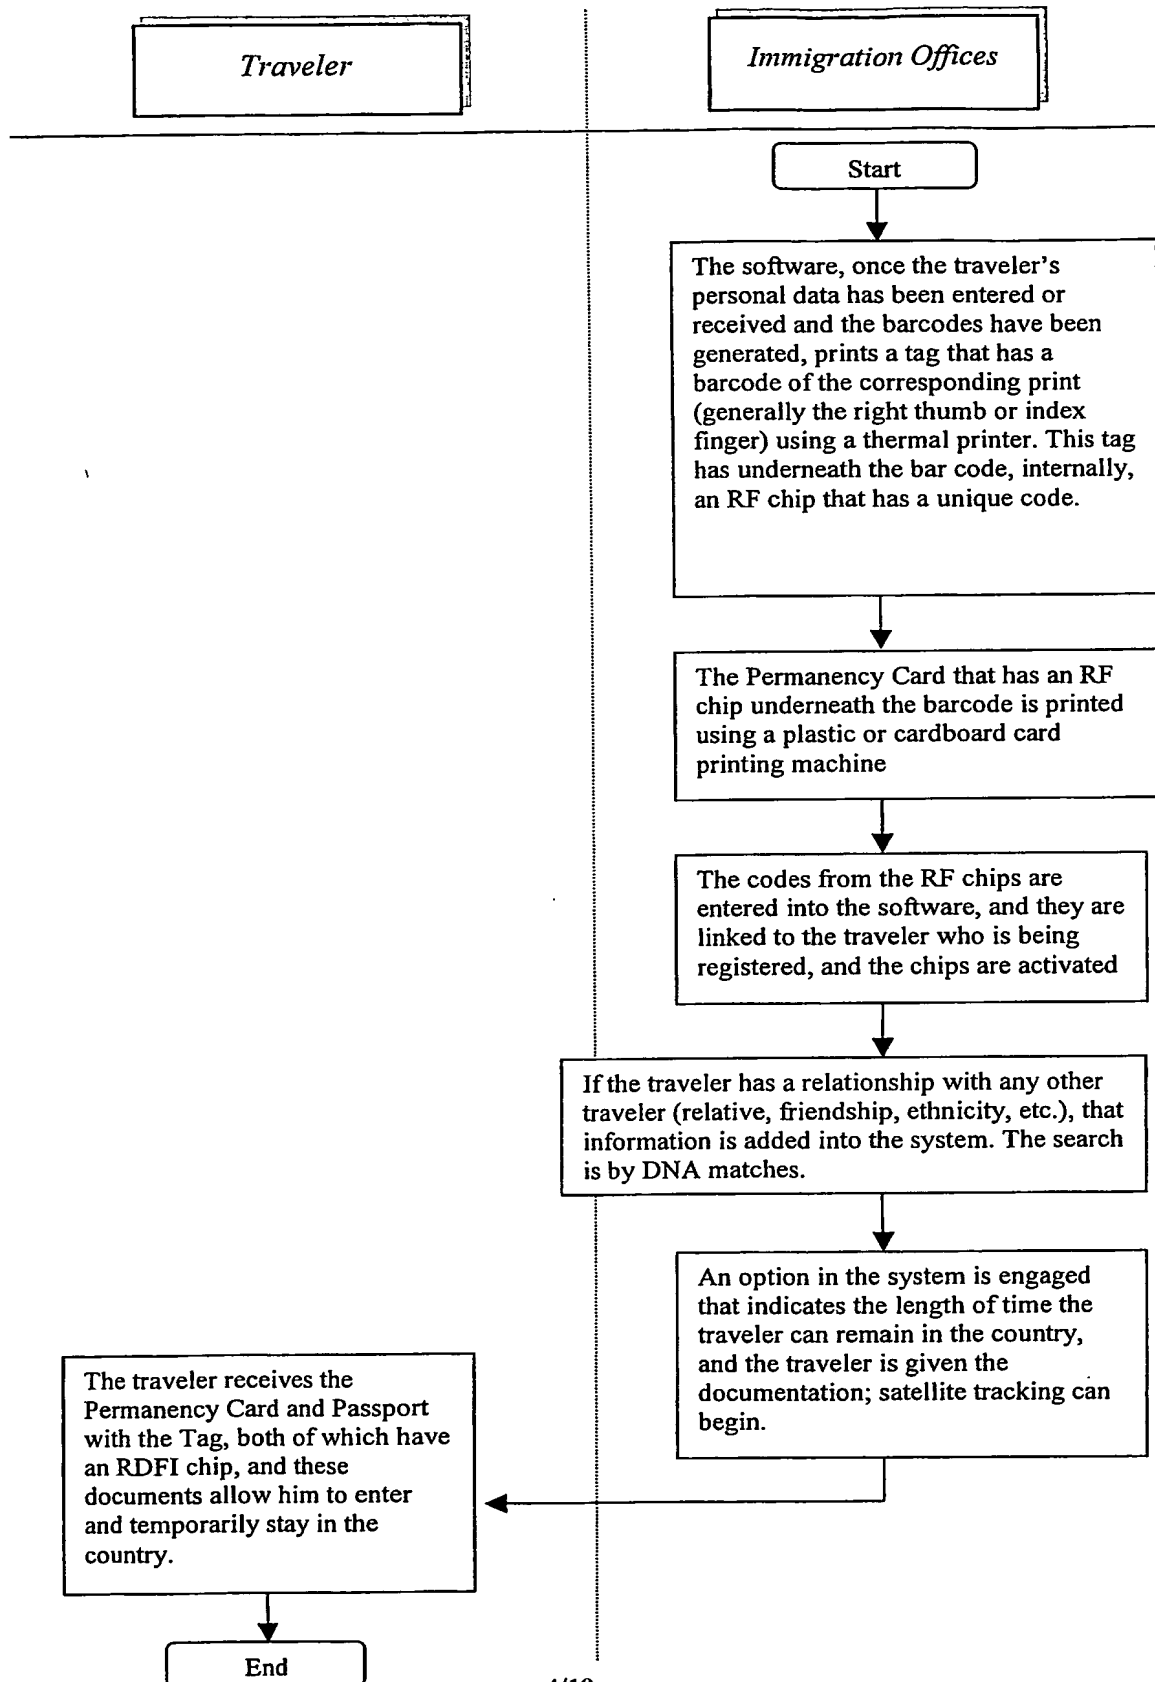 Traveler
Immigration Offices
Start
The software, once the traveler's
personal data has been entered or
received and the barcodes have been
generated, prints a tag that has a
barcode of the corresponding print
(generally the right thumb or index
finger) using a thermal printer. This tag
has underneath the bar code, internally,
an RF chip that has a unique code.
The Permanency Card that has an RF
chip underneath the barcode is printed
using a plastic or cardboard card
printing machine
The codes from the RF chips are
entered into the software, and they are
linked to the traveler who is being
registered, and the chips are activated
If the traveler has a relationship with any other
traveler (relative, friendship, ethnicity, etc.), that
information is added into the system. The search
is by DNA matches.
An option in the system is engaged
that indicates the length of time the
traveler can remain in the country,
and the traveler is given the
documentation; satellite tracking can
begin.
The traveler receives the
Permanency Card and Passport
with the Tag, both of which have
an RDFI chip, and these
documents allow him to enter
and temporarily stay in the
country.
End